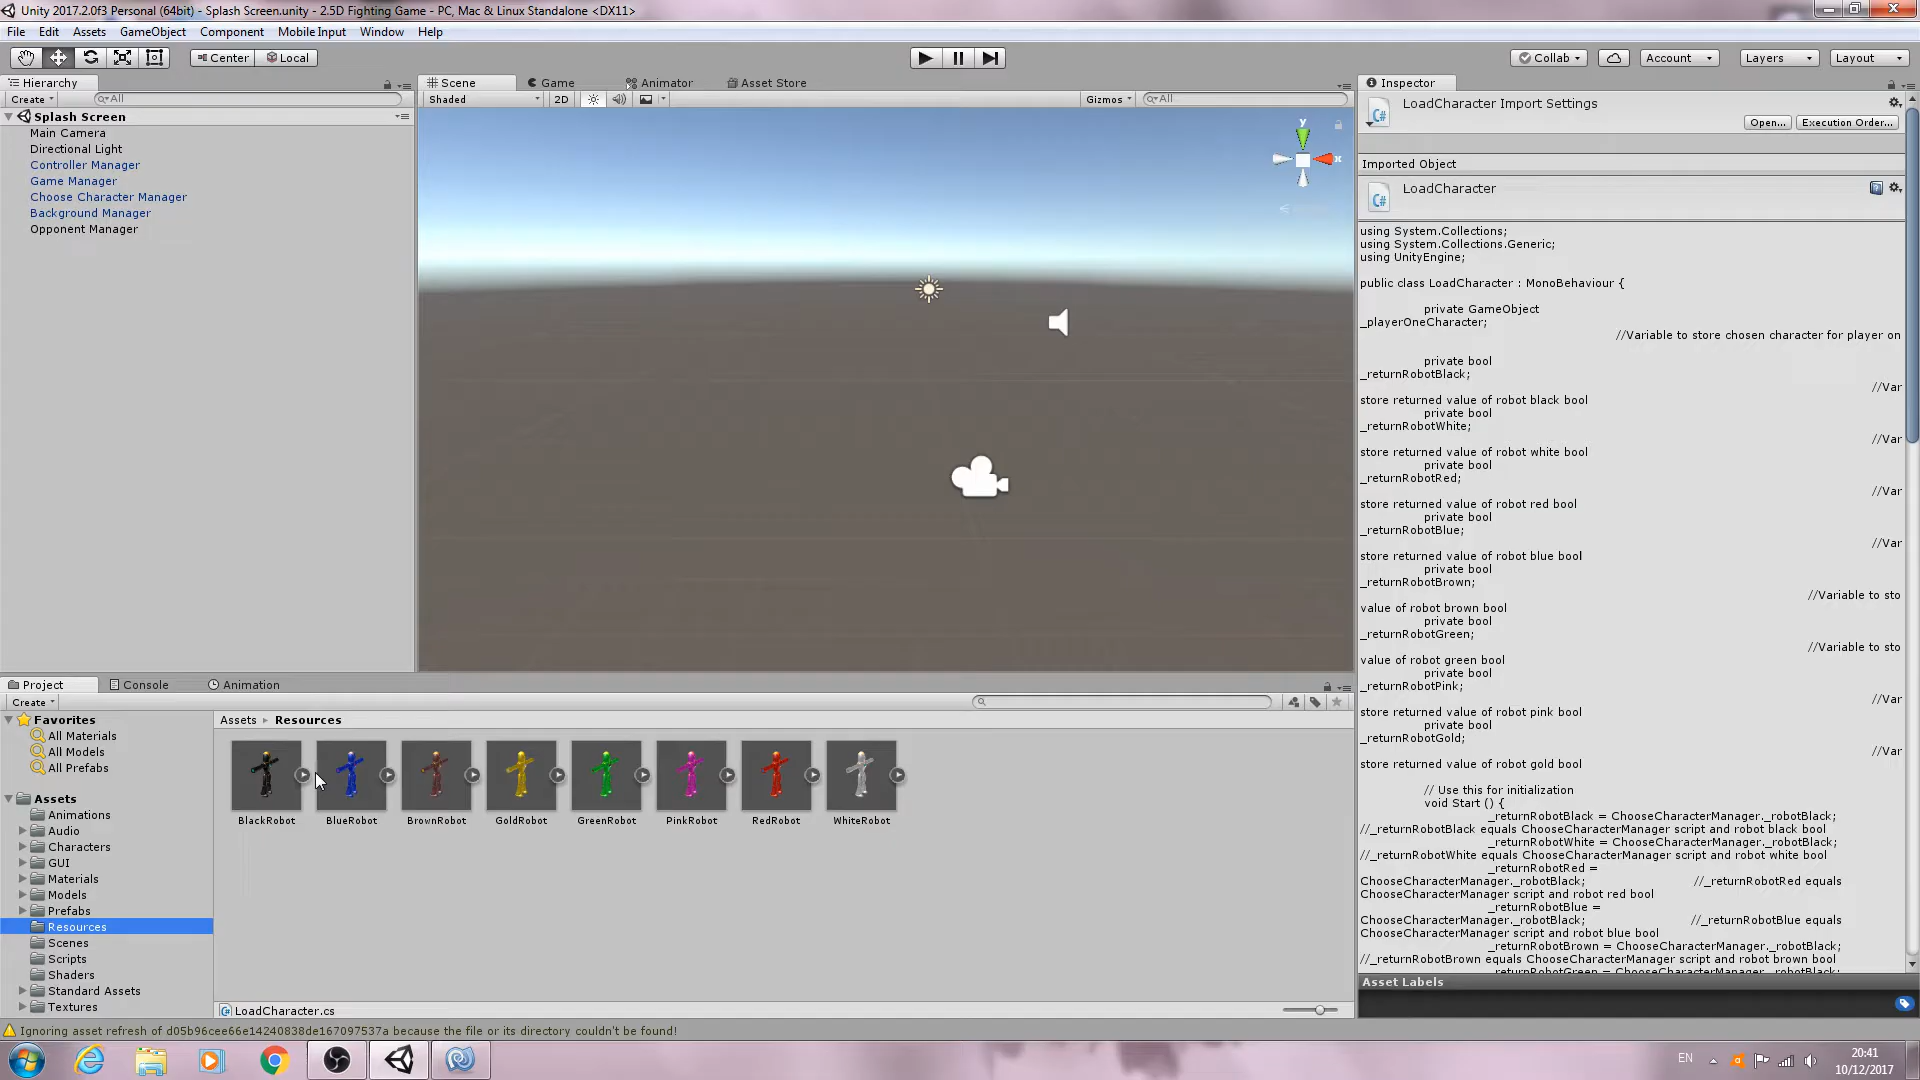 Unity 2017.2.0f3 Personal (64bit) - Splash Screen.unity - 2.5D Fighting Game - PC, Mac & Linux Standalone <DX11>
File Edit Assets GameObject Component Mobile Input Window Help
Center Local Collab Account Layers Layout
Hierarchy
Create All
Splash Screen
Main Camera
Directional Light
Controller Manager
Game Manager
Choose Character Manager
Background Manager
Opponent Manager
Scene Game Animator Asset Store
Shaded 2D Gizmos All
y
x
Inspector
LoadCharacter Import Settings
Open... Execution Order...
Imported Object
LoadCharacter
using System.Collections;
using System.Collections.Generic;
using UnityEngine;
public class LoadCharacter : MonoBehaviour {
private GameObject
_playerOneCharacter;
//Variable to store chosen character for player on
private bool
_returnRobotBlack;
//Var
store returned value of robot black bool
private bool
_returnRobotWhite;
//Var
store returned value of robot white bool
private bool
_returnRobotRed;
//Var
store returned value of robot red bool
private bool
_returnRobotBlue;
//Var
store returned value of robot blue bool
private bool
_returnRobotBrown;
//Variable to sto
value of robot brown bool
private bool
_returnRobotGreen;
//Variable to sto
value of robot green bool
private bool
_returnRobotPink;
//Var
store returned value of robot pink bool
private bool
_returnRobotGold;
//Var
store returned value of robot gold bool
// Use this for initialization
void Start () {
_returnRobotBlack = ChooseCharacterManager._robotBlack;
//_returnRobotBlack equals ChooseCharacterManager script and robot black bool
_returnRobotWhite = ChooseCharacterManager._robotBlack;
//_returnRobotWhite equals ChooseCharacterManager script and robot white bool
_returnRobotRed =
ChooseCharacterManager._robotBlack; //_returnRobotRed equals
ChooseCharacterManager script and robot red bool
_returnRobotBlue =
ChooseCharacterManager._robotBlack; //_returnRobotBlue equals
ChooseCharacterManager script and robot blue bool
_returnRobotBrown = ChooseCharacterManager._robotBlack;
//_returnRobotBrown equals ChooseCharacterManager script and robot brown bool
_returnRobotGreen = ChooseCharacterManager._robotBlack;
Asset Labels
Project Console Animation
Create
Favorites
All Materials
All Models
All Prefabs
Assets
Animations
Audio
Characters
GUI
Materials
Models
Prefabs
Resources
Scenes
Scripts
Shaders
Standard Assets
Textures
Assets Resources
BlackRobot BlueRobot BrownRobot GoldRobot GreenRobot PinkRobot RedRobot WhiteRobot
LoadCharacter.cs
Ignoring asset refresh of d05b96cee66e14240838de167097537a because the file or its directory couldn't be found!
EN
20:41
10/12/2017